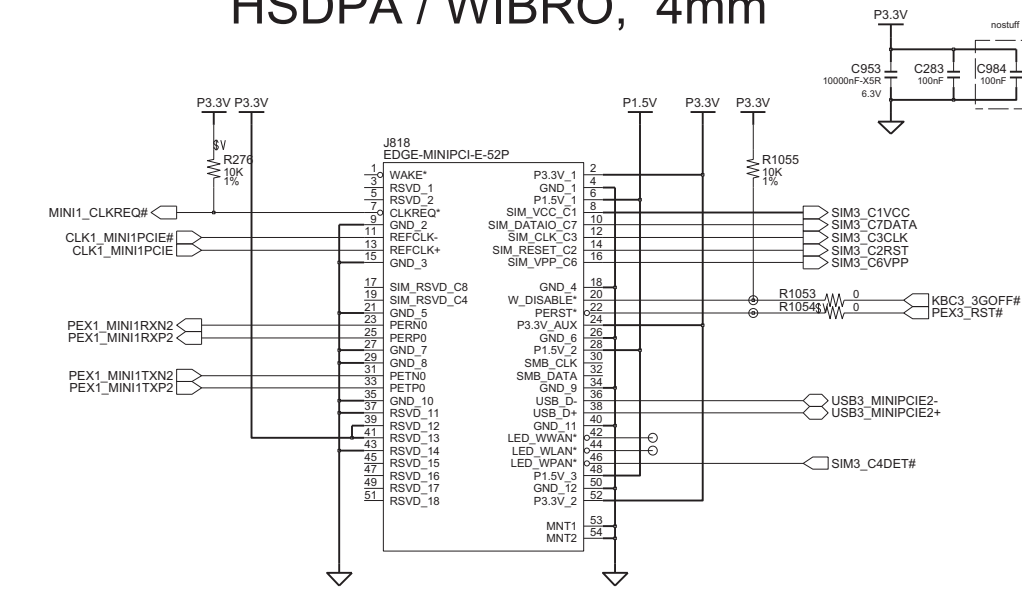 HSDPA / WIBRO, 4mm
P3.3V
nostuff
C953
10000nF-X5R
6.3V
C283
100nF
C984
100nF
P3.3V P3.3V
P1.5V P3.3V P3.3V
$V
R276
10K
1%
J818
EDGE-MINIPCI-E-52P
R1055
10K
1%
1 WAKE* P3.3V_1 2
3 RSVD_1 GND_1 4
5 RSVD_2 P1.5V_1 6
MINI1_CLKREQ# 7 CLKREQ* SIM_VCC_C1 8 SIM3_C1VCC
9 GND_2 SIM_DATAIO_C7 10 SIM3_C7DATA
CLK1_MINI1PCIE# 11 REFCLK- SIM_CLK_C3 12 SIM3_C3CLK
CLK1_MINI1PCIE 13 REFCLK+ SIM_RESET_C2 14 SIM3_C2RST
15 GND_3 SIM_VPP_C6 16 SIM3_C6VPP
17 SIM_RSVD_C8 GND_4 18
19 SIM_RSVD_C4 W_DISABLE* 20 R1053 0 KBC3_3GOFF#
21 GND_5 PERST* 22 R1054 $V 0 PEX3_RST#
PEX1_MINI1RXN2 23 PERN0 P3.3V_AUX 24
PEX1_MINI1RXP2 25 PERP0 GND_6 26
27 GND_7 P1.5V_2 28
29 GND_8 SMB_CLK 30
PEX1_MINI1TXN2 31 PETN0 SMB_DATA 32
PEX1_MINI1TXP2 33 PETP0 GND_9 34
35 GND_10 USB_D- 36 USB3_MINIPCIE2-
37 RSVD_11 USB_D+ 38 USB3_MINIPCIE2+
39 RSVD_12 GND_11 40
41 RSVD_13 LED_WWAN* 42
43 RSVD_14 LED_WLAN* 44
45 RSVD_15 LED_WPAN* 46 SIM3_C4DET#
47 RSVD_16 P1.5V_3 48
49 RSVD_17 GND_12 50
51 RSVD_18 P3.3V_2 52
MNT1 53
MNT2 54